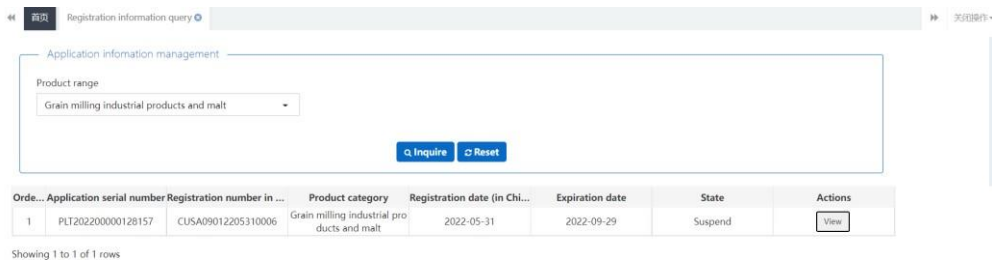 首页 Registration information query 关闭操作
Application infomation management
Product range
Grain milling industrial products and malt
Inquire Reset
Orde... Application serial number Registration number in ... Product category Registration date (in Chi... Expiration date State Actions
1 PLT202200000128157 CUSA09012205310006 Grain milling industrial pro 2022-05-31 2022-09-29 Suspend View
ducts and malt
Showing 1 to 1 of 1 rows